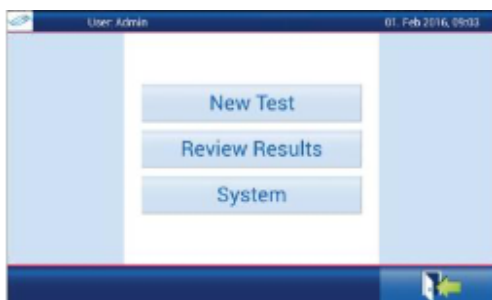 User: Admin
01. Feb 2016, 09:03
New Test
Review Results
System